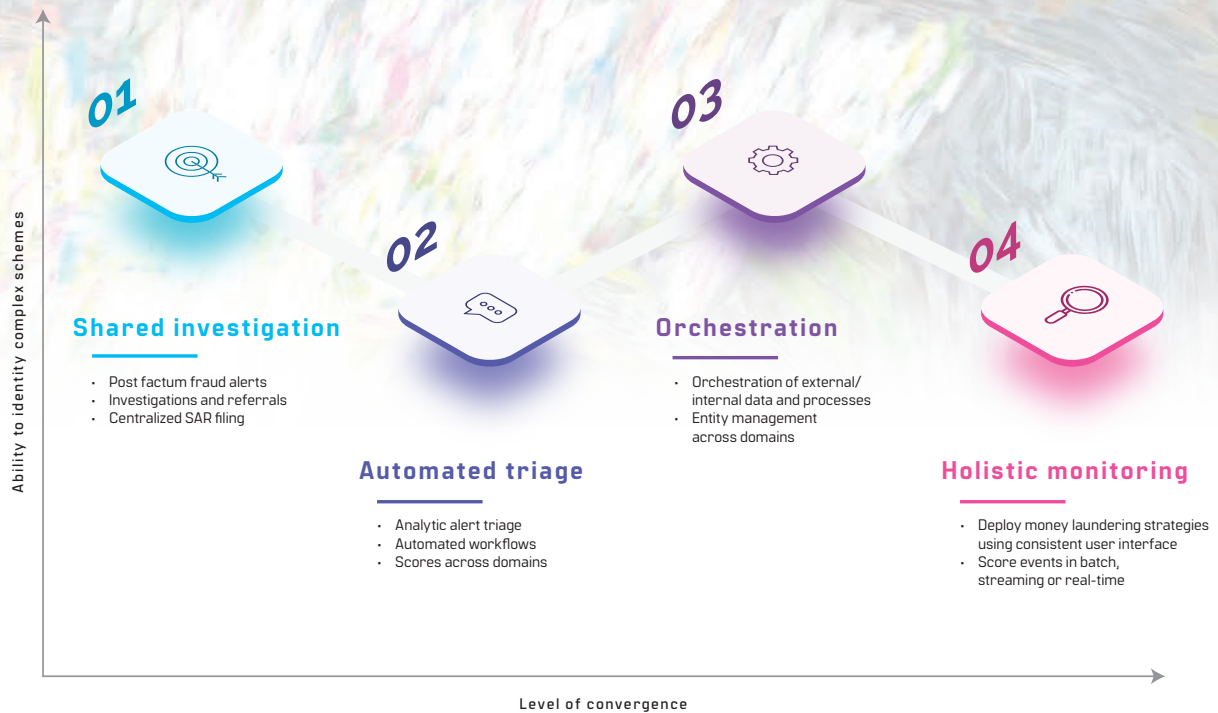 Ability to identity complex schemes
01
Shared investigation
• Post factum fraud alerts
• Investigations and referrals
• Centralized SAR filing
02
Automated triage
• Analytic alert triage
• Automated workflows
• Scores across domains
03
Orchestration
• Orchestration of external/
internal data and processes
• Entity management
across domains
04
Holistic monitoring
• Deploy money laundering strategies
using consistent user interface
• Score events in batch,
streaming or real-time
Level of convergence